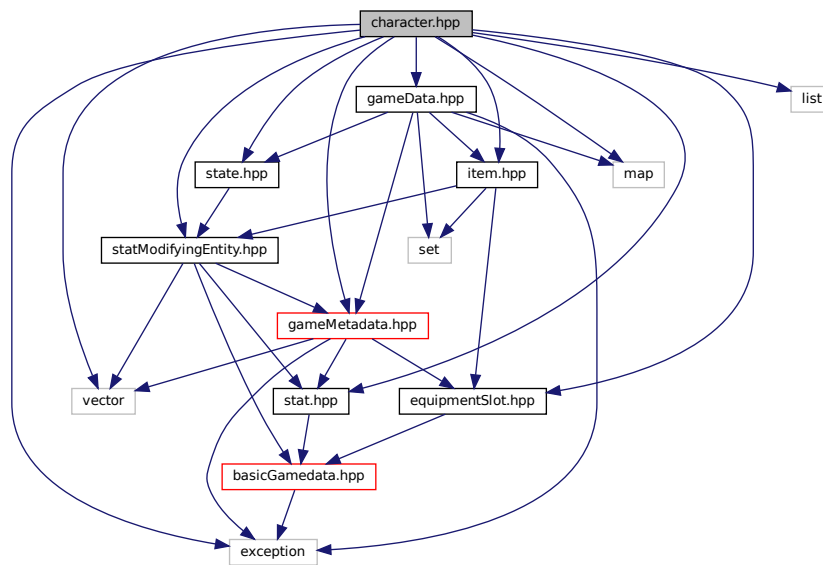 character.hpp
gameData.hpp
list
state.hpp
item.hpp
map
statModifyingEntity.hpp
set
gameMetadata.hpp
vector
stat.hpp
equipmentSlot.hpp
basicGamedata.hpp
exception